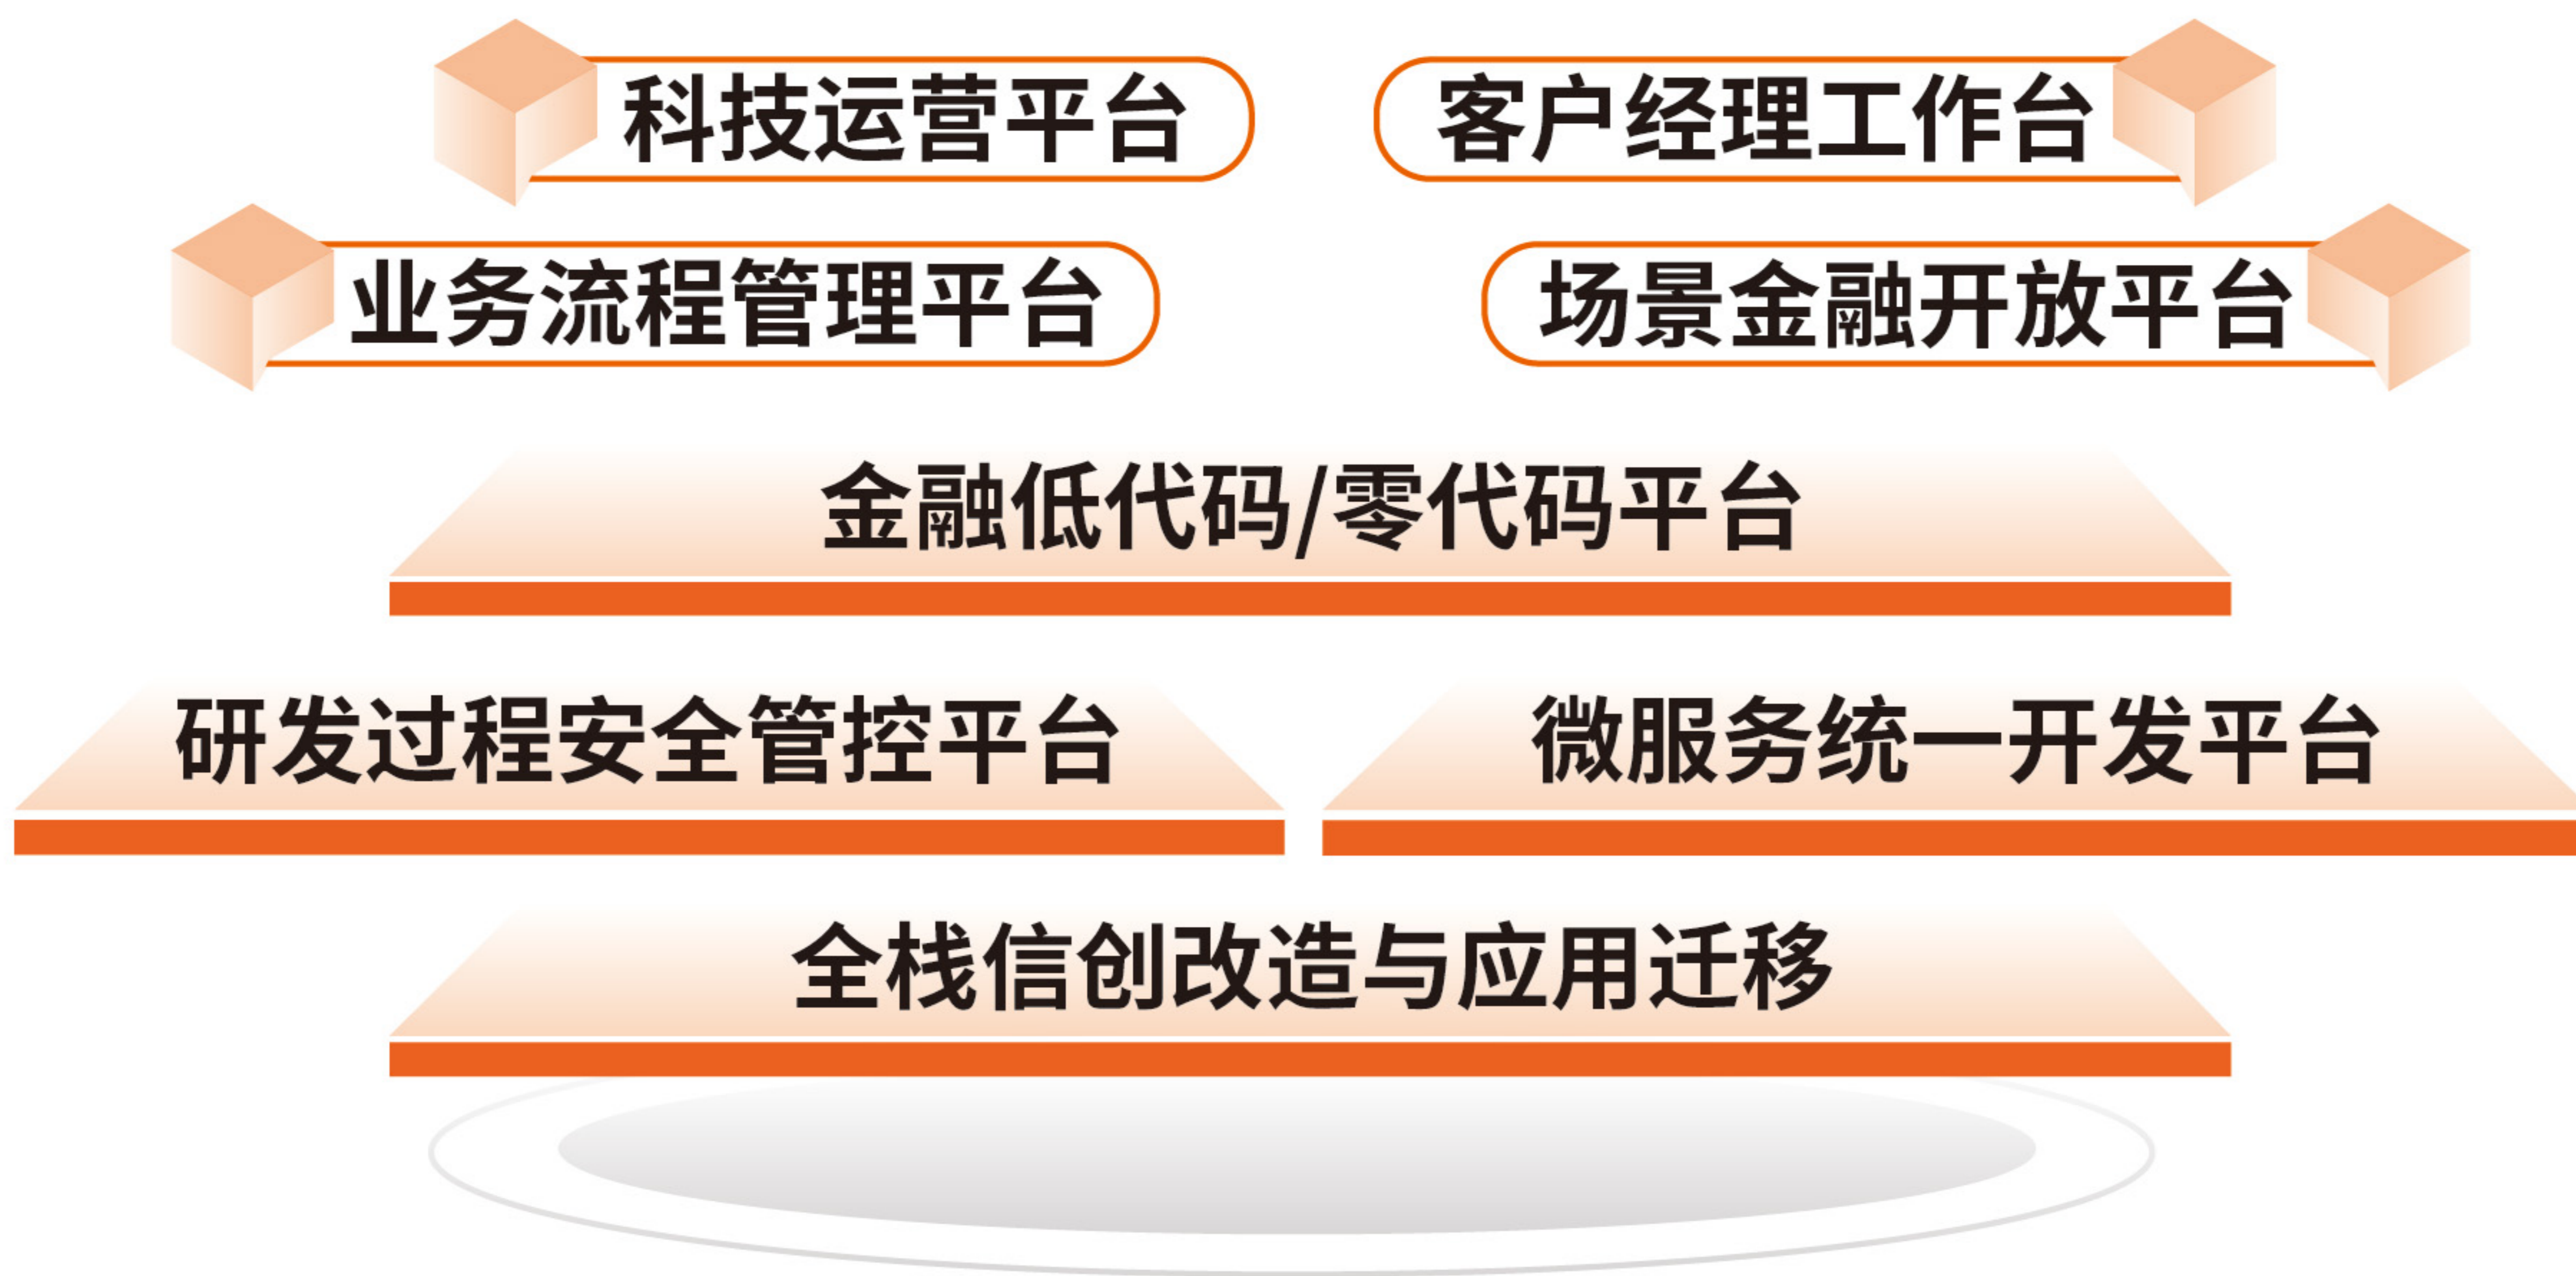 科技运营平台
客户经理工作台
业务流程管理平台
场景金融开放平台
金融低代码/零代码平台
研发过程安全管控平台
微服务统一开发平台
全栈信创改造与应用迁移